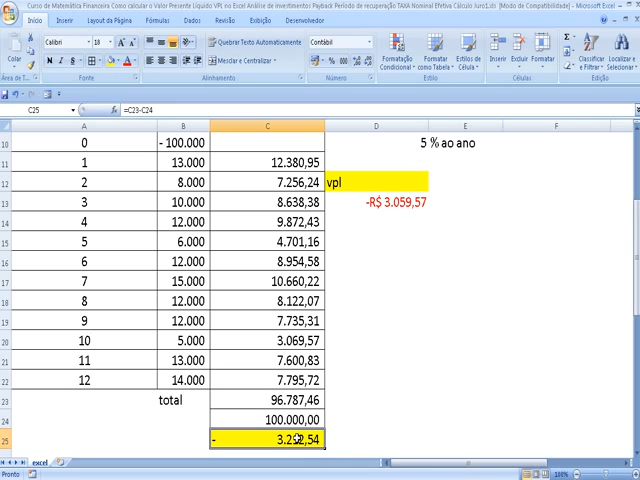 Curso de Matemática Financeira Como calcular o Valor Presente Líquido VPL no Excel Análise de investimentos Payback Período de recuperação TAXA Nominal Efetiva Cálculo Juro1.xls [Modo de Compatibilidade] - Microsoft Excel
Início Inserir Layout da Página Fórmulas Dados Revisão Exibição Desenvolvedor
Calibri 18 Quebrar Texto Automaticamente Contábil
Colar Mesclar e Centralizar Formatação Condicional Formatar como Tabela Estilos de Célula Inserir Excluir Formatar Classificar e Filtrar Localizar e Selecionar
Área de T... Fonte Alinhamento Número Estilo Células Edição
C25 =C23-C24
A B C D E F
10 0 - 100.000 5 % ao ano
11 1 13.000 12.380,95
12 2 8.000 7.256,24 vpl
13 3 10.000 8.638,38 -R$ 3.059,57
14 4 12.000 9.872,43
15 5 6.000 4.701,16
16 6 12.000 8.954,58
17 7 15.000 10.660,22
18 8 12.000 8.122,07
19 9 12.000 7.735,31
20 10 5.000 3.069,57
21 11 13.000 7.600,83
22 12 14.000 7.795,72
23 total 96.787,46
24 100.000,00
25 - 3.212,54
excel
Pronto 100%